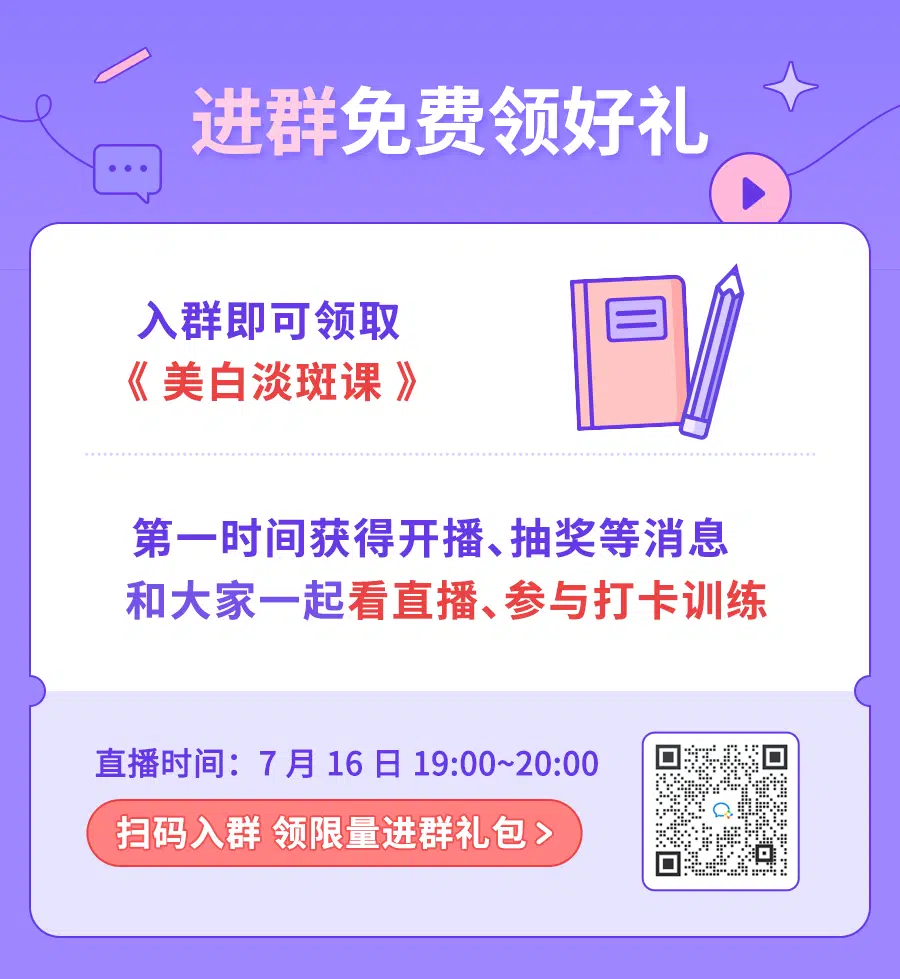 进群免费领好礼
入群即可领取
《 美白淡斑课 》
第一时间获得开播、抽奖等消息
和大家一起看直播、参与打卡训练
直播时间：7 月 16 日 19:00~20:00
扫码入群 领限量进群礼包 >